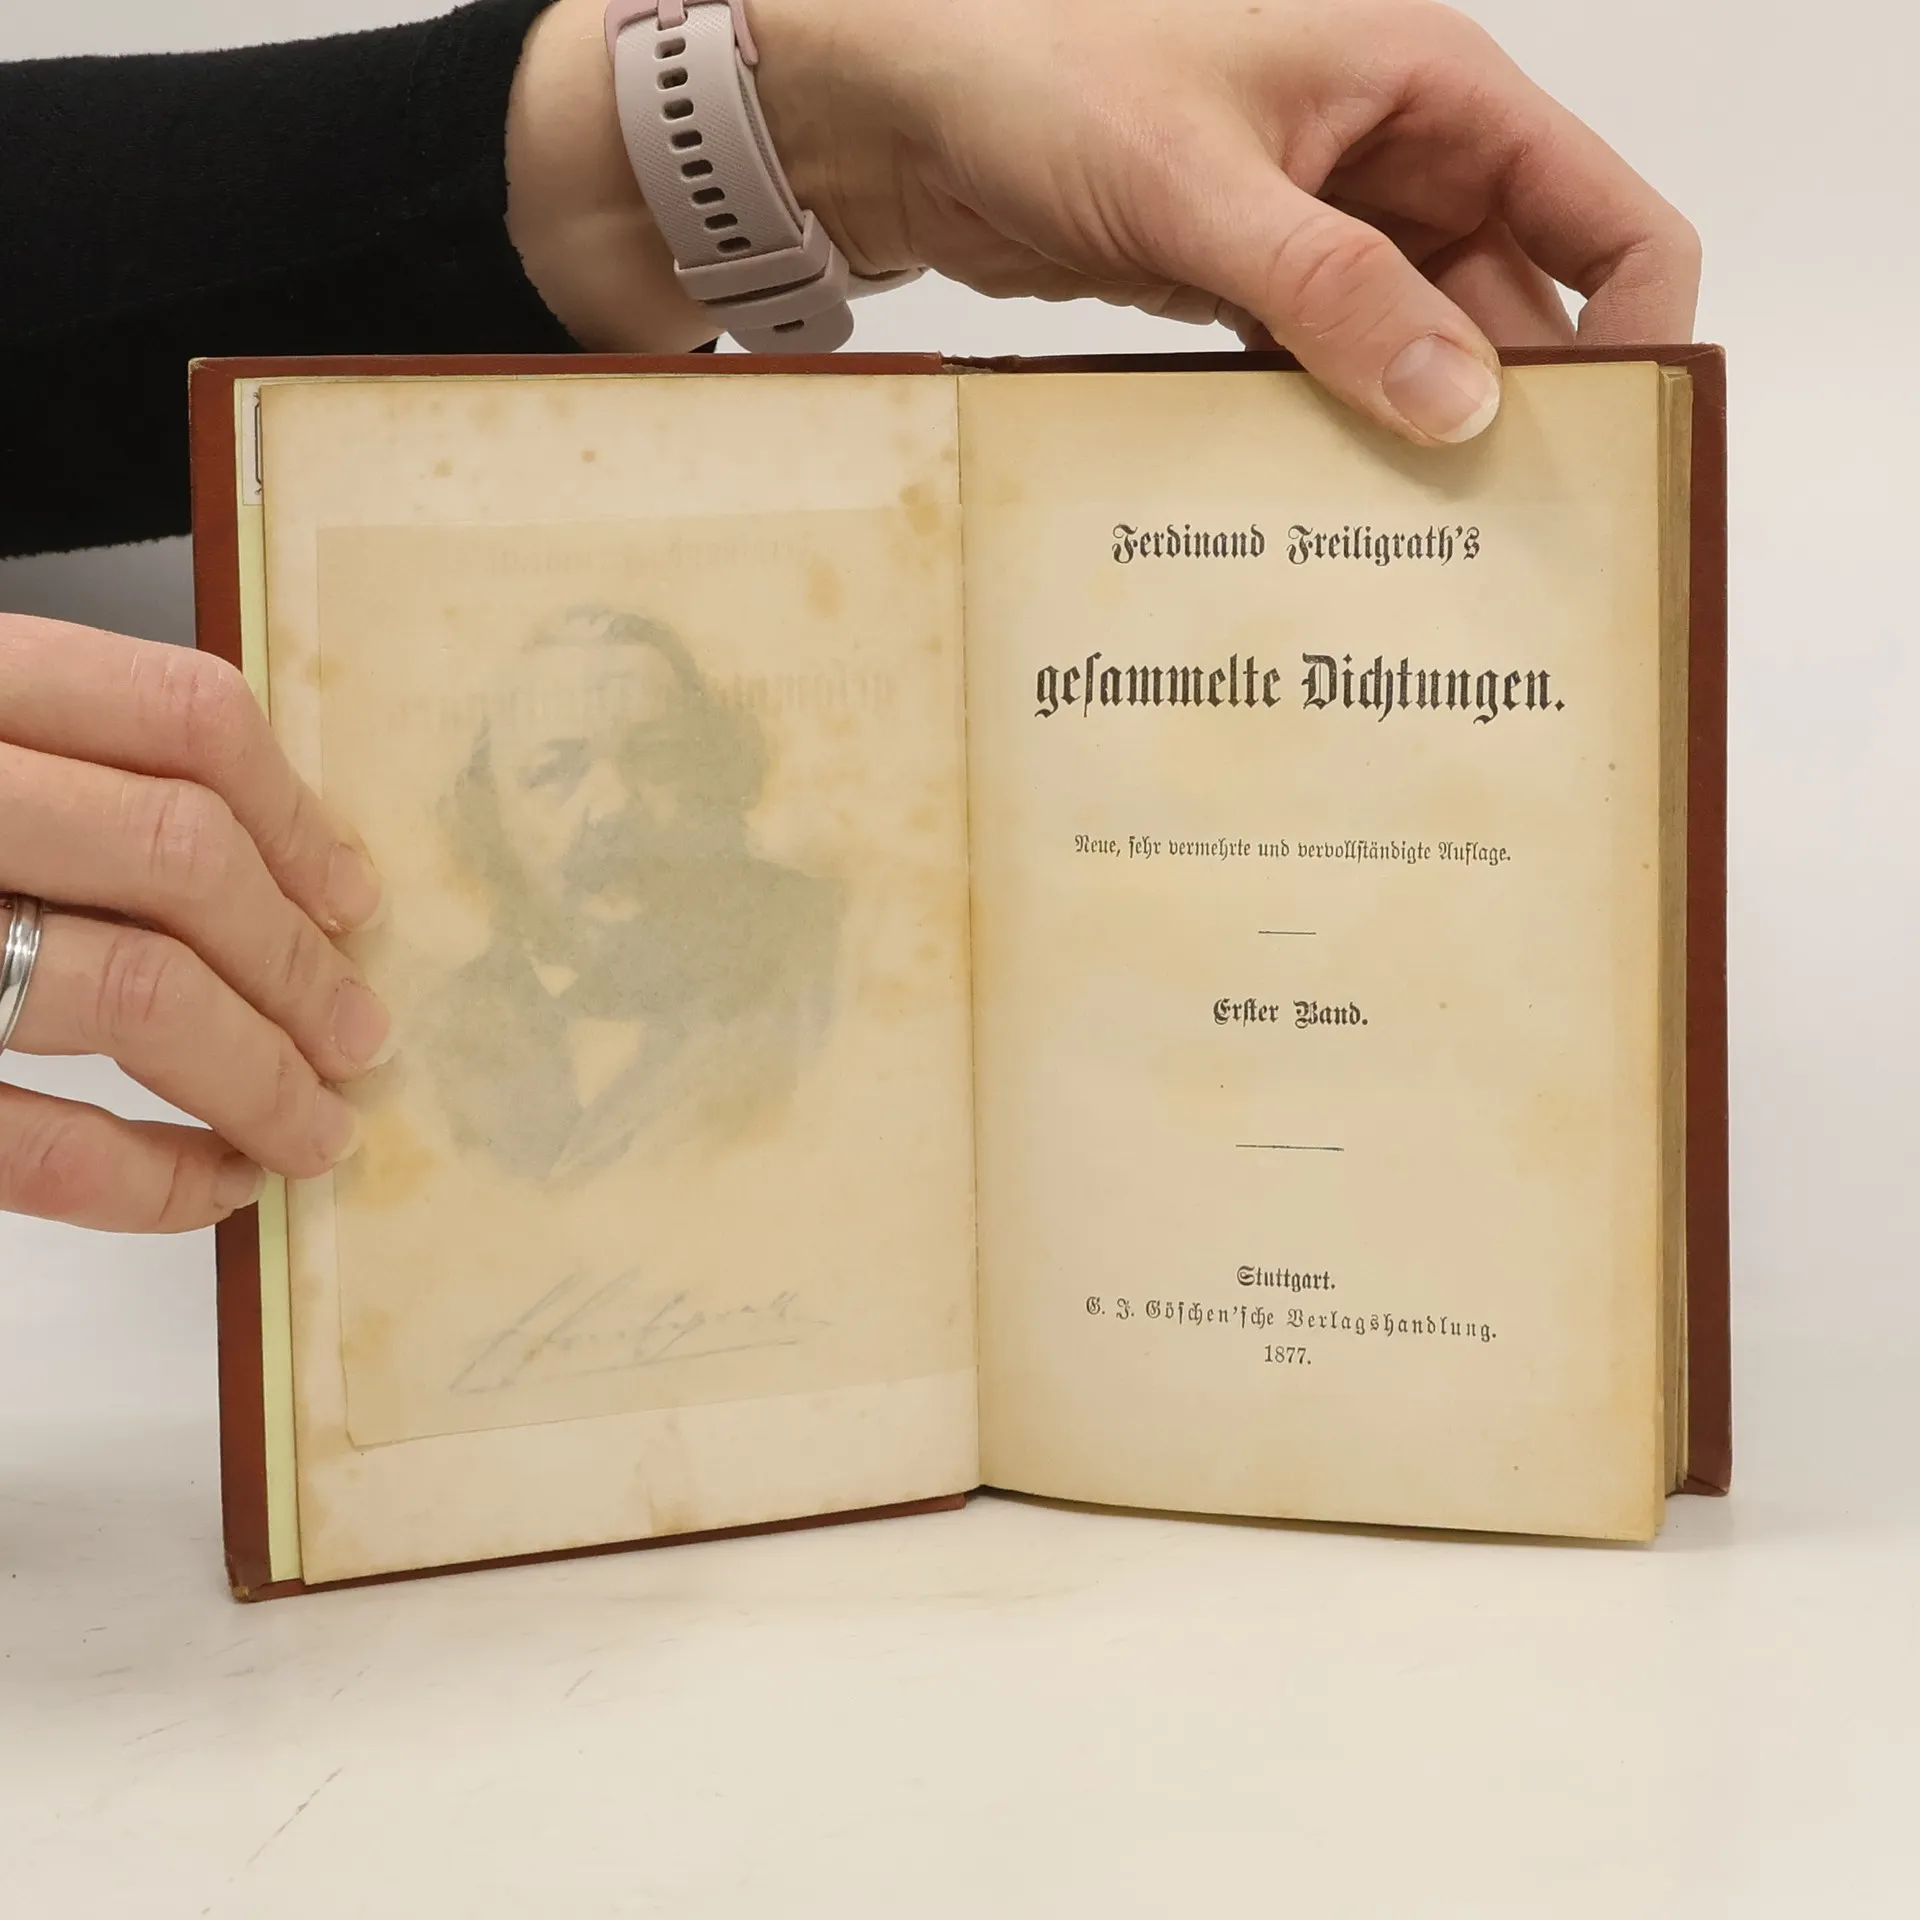 Ferdinand Freiligrath's
gesammelte Dichtungen.
Neue, sehr vermehrte und vervollständigte Auflage.
Erster Band.
Stuttgart.
G. J. Göschen'sche Verlagshandlung.
1877.